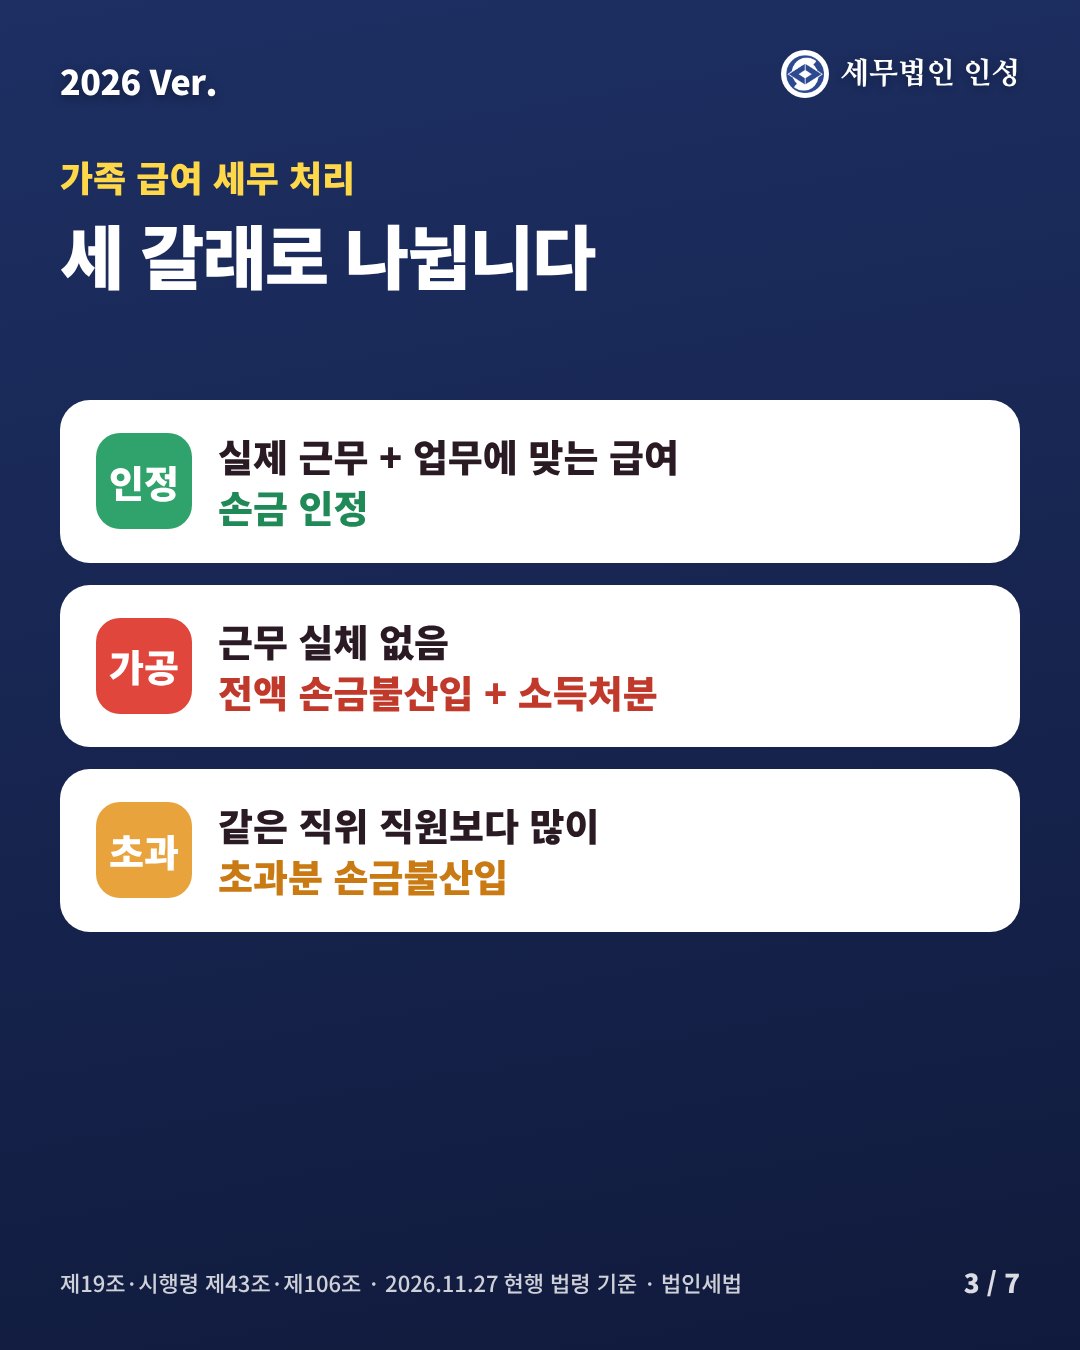 2026 Ver.
세무법인 인성
가족 급여 세무 처리
세 갈래로 나뉩니다
인정
실제 근무 + 업무에 맞는 급여
손금 인정
가공
근무 실체 없음
전액 손금불산입 + 소득처분
초과
같은 직위 직원보다 많이
초과분 손금불산입
제19조·시행령 제43조·제106조 · 2026.11.27 현행 법령 기준 · 법인세법
3 / 7